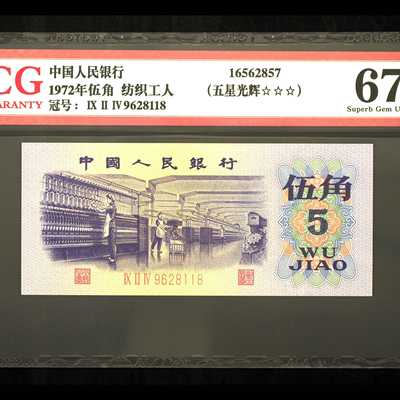 CG
ARANTY
中国人民银行
1972年伍角 纺织工人
冠号： IX II IV 9628118
16562857
（五星光辉☆☆☆）
67
Superb Gem U
中國人民銀行
伍角
5
WU
JIAO
IX II IV 9628118